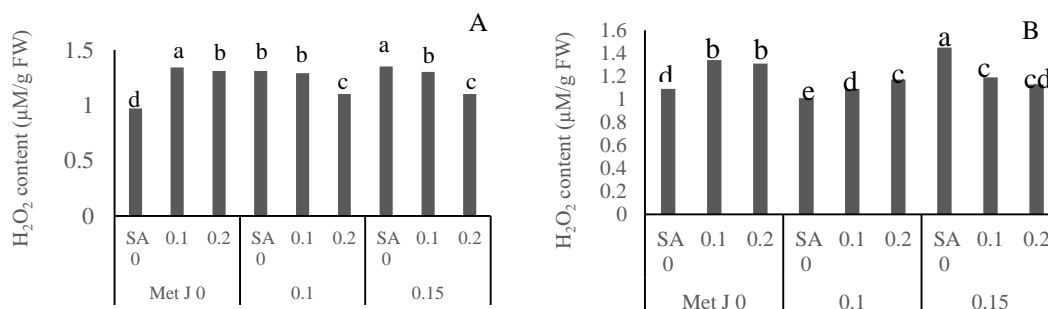 A
H₂O₂ content (µM/g FW)
1.5
1
0.5
0
d a b b b c a b c
SA 0 0.1 0.2 SA 0 0.1 0.2 SA 0 0.1 0.2
Met J 0 0.1 0.15
B
H₂O₂ content (µM/g FW)
1.6
1.4
1.2
1
0.8
0.6
0.4
0.2
0
d b b e d c a c cd
SA 0 0.1 0.2 SA 0 0.1 0.2 SA 0 0.1 0.2
Met J 0 0.1 0.15